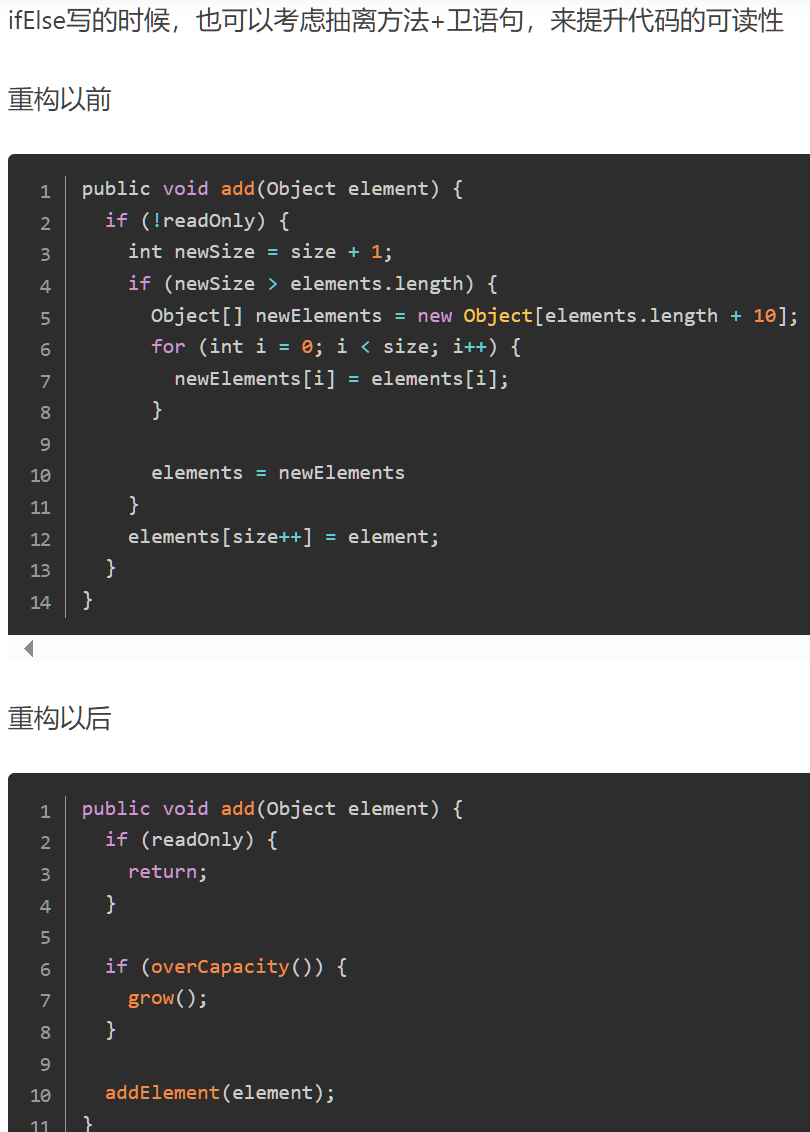 ifElse写的时候，也可以考虑抽离方法+卫语句，来提升代码的可读性
重构以前
1 public void add(Object element) {
2   if (!readOnly) {
3     int newSize = size + 1;
4     if (newSize > elements.length) {
5       Object[] newElements = new Object[elements.length + 10];
6       for (int i = 0; i < size; i++) {
7         newElements[i] = elements[i];
8       }
9
10       elements = newElements
11     }
12     elements[size++] = element;
13   }
14 }
重构以后
1 public void add(Object element) {
2   if (readOnly) {
3     return;
4   }
5
6   if (overCapacity()) {
7     grow();
8   }
9
10   addElement(element);
11 }